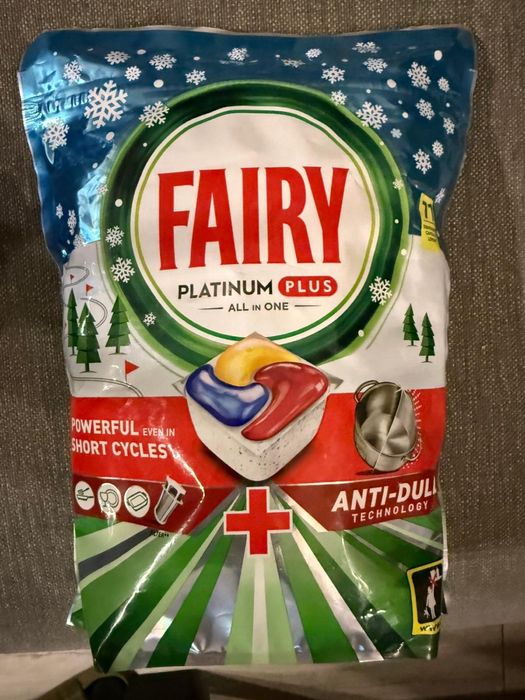 FAIRY
PLATINUM PLUS
ALL IN ONE
POWERFUL EVEN IN
SHORT CYCLES
ANTI-DULL
TECHNOLOGY